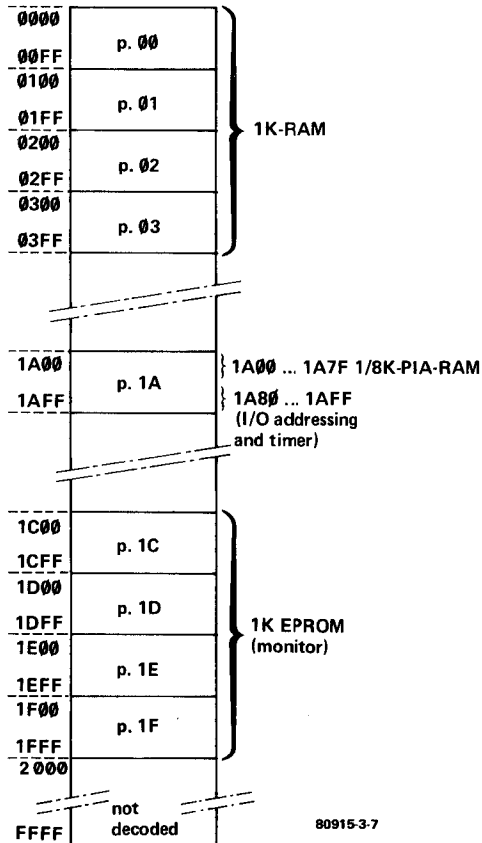 0000
p. 00
00FF
0100
p. 01
01FF
0200
p. 02
02FF
0300
p. 03
03FF
1K-RAM
1A00
p. 1A
1AFF
1A00 ... 1A7F 1/8K-PIA-RAM
1A80 ... 1AFF
(I/O addressing
and timer)
1C00
p. 1C
1CFF
1D00
p. 1D
1DFF
1E00
p. 1E
1EFF
1F00
p. 1F
1FFF
1K EPROM
(monitor)
2000
not
decoded
FFFF
80915-3-7